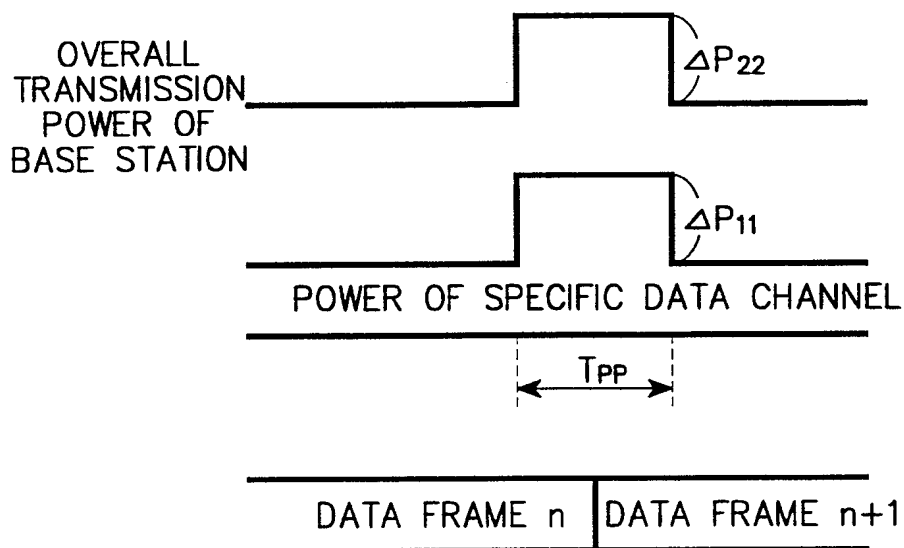 OVERALL
TRANSMISSION
POWER OF
BASE STATION
ΔP22
ΔP11
POWER OF SPECIFIC DATA CHANNEL
TPP
DATA FRAME n
DATA FRAME n+1